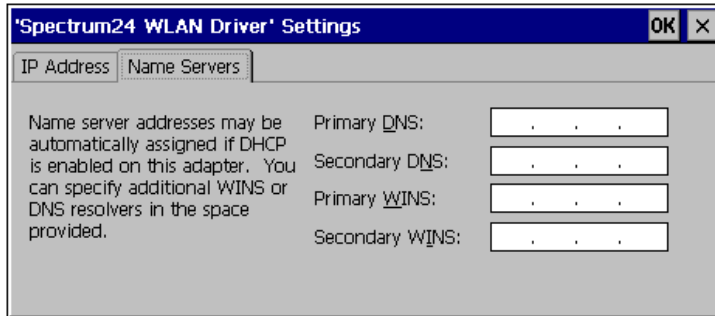 'Spectrum24 WLAN Driver' Settings
OK ×
IP Address
Name Servers
Name server addresses may be
automatically assigned if DHCP
is enabled on this adapter. You
can specify additional WINS or
DNS resolvers in the space
provided.
Primary DNS:
. . .
Secondary DNS:
. . .
Primary WINS:
. . .
Secondary WINS:
. . .